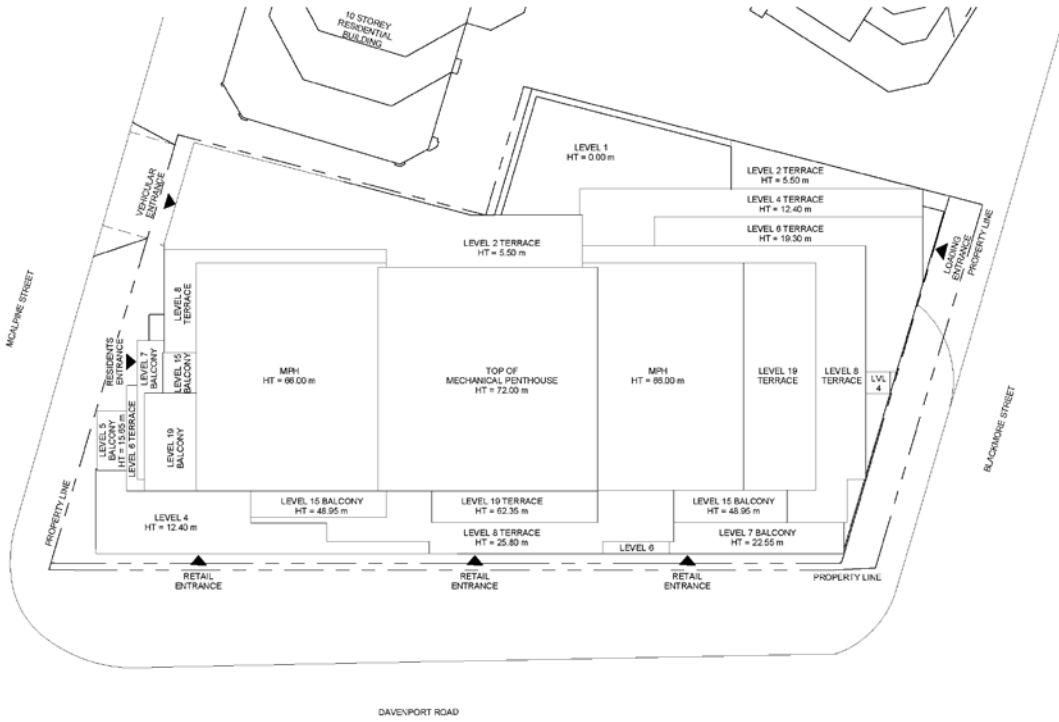 10 STOREY
RESIDENTIAL
BUILDING
LEVEL 1
HT = 0.00 m
LEVEL 2 TERRACE
HT = 5.50 m
LEVEL 4 TERRACE
HT = 12.40 m
LEVEL 6 TERRACE
HT = 19.30 m
VEHICULAR
ENTRANCE
LEVEL 2 TERRACE
HT = 5.50 m
LOADING
ENTRANCE
PROPERTY LINE
MCALPINE STREET
LEVEL 8
TERRACE
RESIDENTS
ENTRANCE
LEVEL 7
BALCONY
LEVEL 15
BALCONY
MPH
HT = 66.00 m
TOP OF
MECHANICAL PENTHOUSE
HT = 72.00 m
MPH
HT = 66.00 m
LEVEL 19
TERRACE
LEVEL 8
TERRACE
LVL
4
BLACKMORE STREET
LEVEL 5
BALCONY
HT = 15.65 m
LEVEL 6 TERRACE
LEVEL 19
BALCONY
PROPERTY LINE
LEVEL 4
HT = 12.40 m
LEVEL 15 BALCONY
HT = 48.95 m
LEVEL 19 TERRACE
HT = 62.35 m
LEVEL 15 BALCONY
HT = 48.95 m
LEVEL 8 TERRACE
HT = 25.80 m
LEVEL 6
LEVEL 7 BALCONY
HT = 22.55 m
RETAIL
ENTRANCE
RETAIL
ENTRANCE
RETAIL
ENTRANCE
PROPERTY LINE
DAVENPORT ROAD